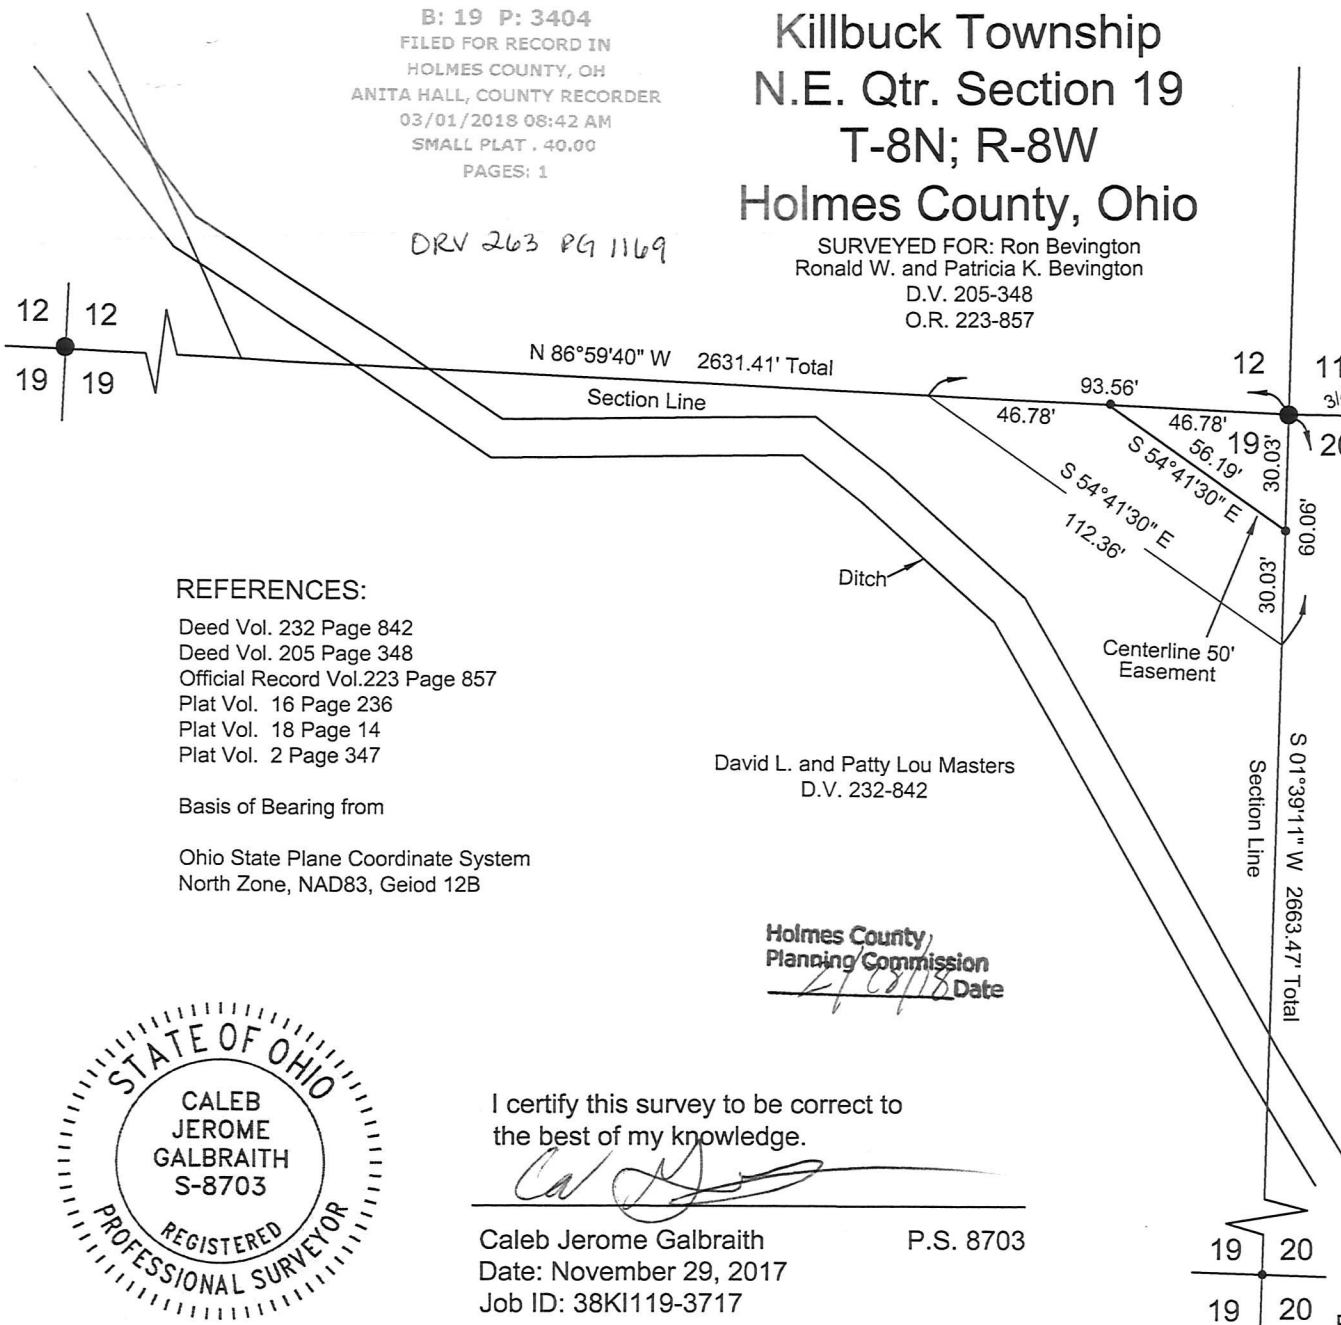 B: 19 P: 3404
FILED FOR RECORD IN
HOLMES COUNTY, OH
ANITA HALL, COUNTY RECORDER
03/01/2018 08:42 AM
SMALL PLAT . 40.00
PAGES: 1
DRV 263 PG 1169
Killbuck Township
N.E. Qtr. Section 19
T-8N; R-8W
Holmes County, Ohio
SURVEYED FOR: Ron Bevington
Ronald W. and Patricia K. Bevington
D.V. 205-348
O.R. 223-857
12 12
19 19
N 86°59'40" W 2631.41' Total
Section Line
12 11
19 20
93.56'
46.78'
46.78'
56.19'
S 54°41'30" E
30.03'
60.06'
30.03'
S 54°41'30" E
112.36'
Ditch
Centerline 50'
Easement
REFERENCES:
Deed Vol. 232 Page 842
Deed Vol. 205 Page 348
Official Record Vol.223 Page 857
Plat Vol. 16 Page 236
Plat Vol. 18 Page 14
Plat Vol. 2 Page 347
Basis of Bearing from
Ohio State Plane Coordinate System
North Zone, NAD83, Geiod 12B
David L. and Patty Lou Masters
D.V. 232-842
S 01°39'11" W 2663.47' Total
Section Line
Holmes County
Planning Commission
Date
STATE OF OHIO
CALEB
JEROME
GALBRAITH
S-8703
REGISTERED
PROFESSIONAL SURVEYOR
I certify this survey to be correct to
the best of my knowledge.
Caleb Jerome Galbraith P.S. 8703
Date: November 29, 2017
Job ID: 38KI119-3717
19 20
19 20